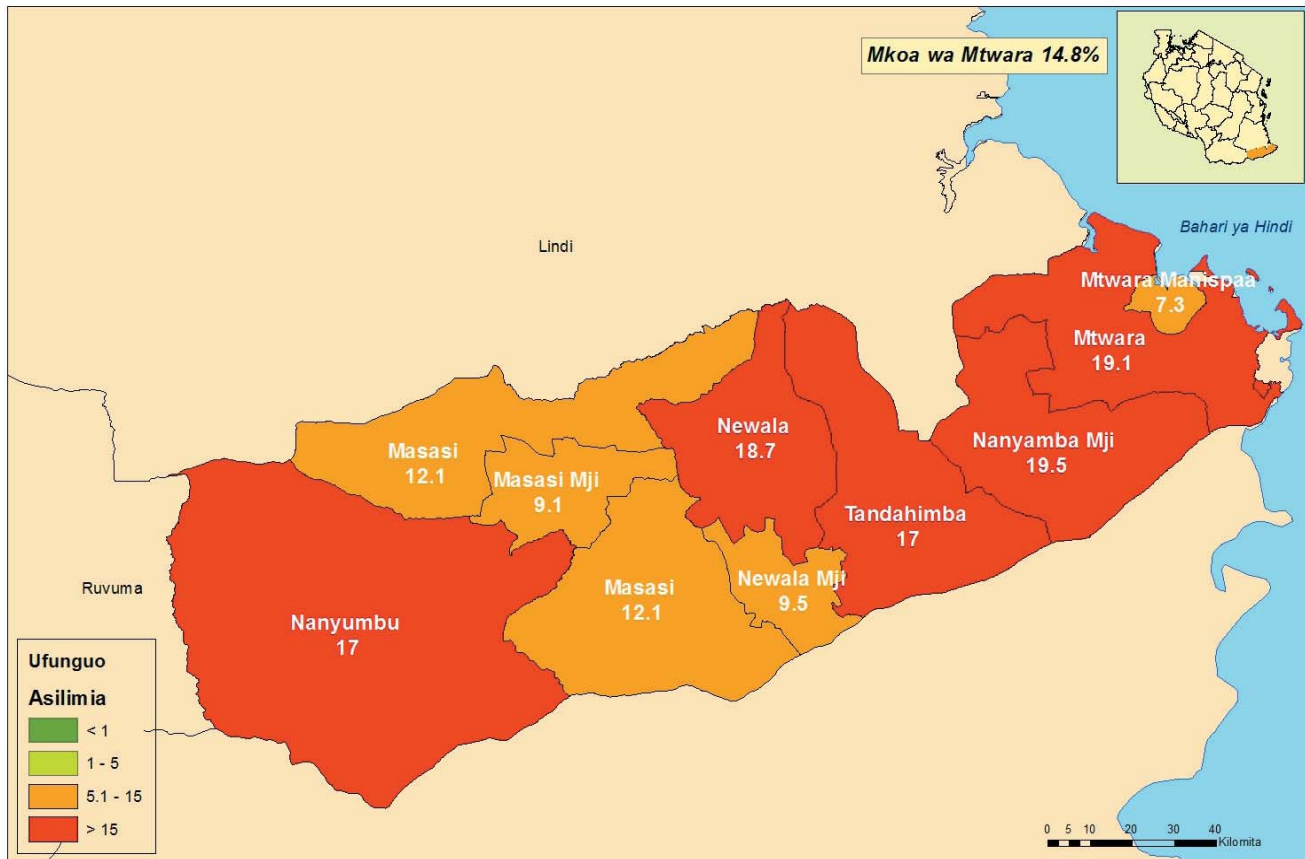 Mkoa wa Mtwara 14.8%
Bahari ya Hindi
Lindi
Mtwara Manispaa
7.3
Mtwara
19.1
Newala
18.7
Nanyamba Mji
19.5
Masasi
12.1
Masasi Mji
9.1
Tandahimba
17
Ruvuma
Masasi
12.1
Newala Mji
9.5
Nanyumbu
17
Ufunguo
Asilimia
< 1
1 - 5
5.1 - 15
> 15
0 5 10 20 30 40
Kilomita